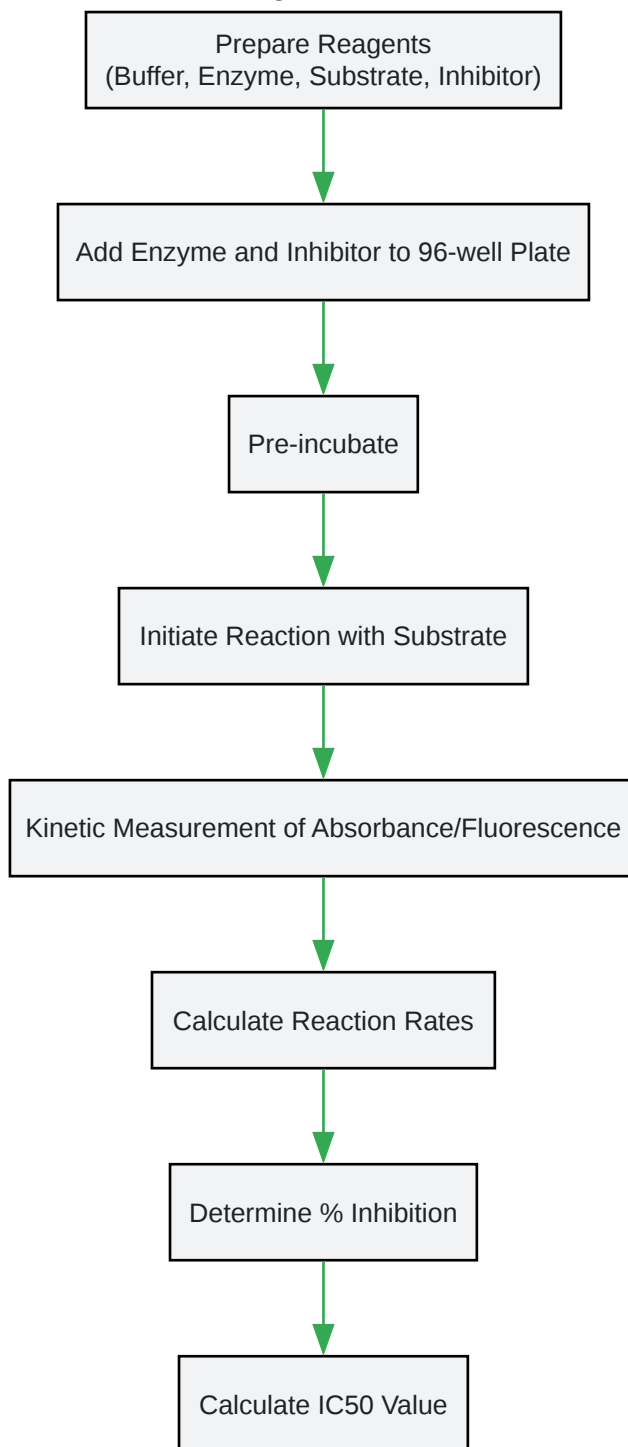 Prepare Reagents
(Buffer, Enzyme, Substrate, Inhibitor)
Add Enzyme and Inhibitor to 96-well Plate
Pre-incubate
Initiate Reaction with Substrate
Kinetic Measurement of Absorbance/Fluorescence
Calculate Reaction Rates
Determine % Inhibition
Calculate IC50 Value